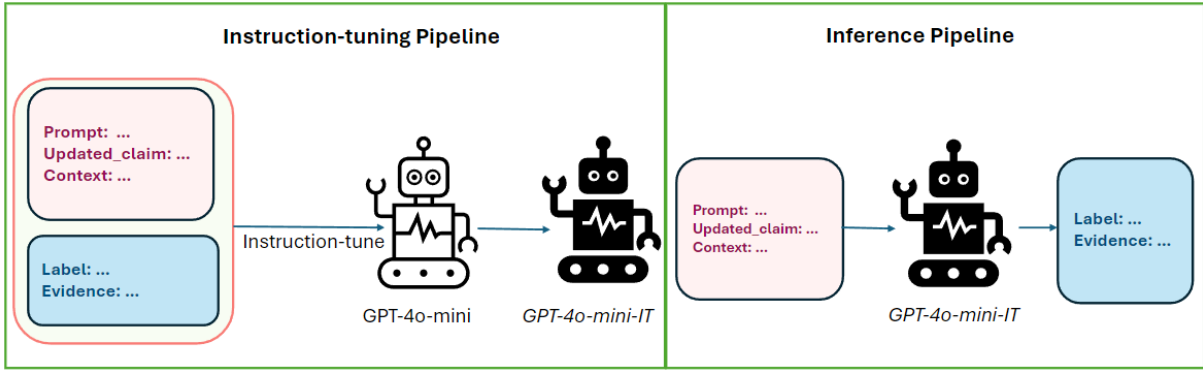 Instruction-tuning Pipeline
Prompt: ...
Updated_claim: ...
Context: ...
Label: ...
Evidence: ...
Instruction-tune
GPT-4o-mini
GPT-4o-mini-IT
Inference Pipeline
Prompt: ...
Updated_claim: ...
Context: ...
GPT-4o-mini-IT
Label: ...
Evidence: ...